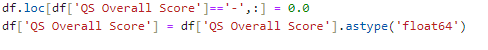 df.loc[df['QS Overall Score']=='-',:] = 0.0
df['QS Overall Score'] = df['QS Overall Score'].astype('float64')